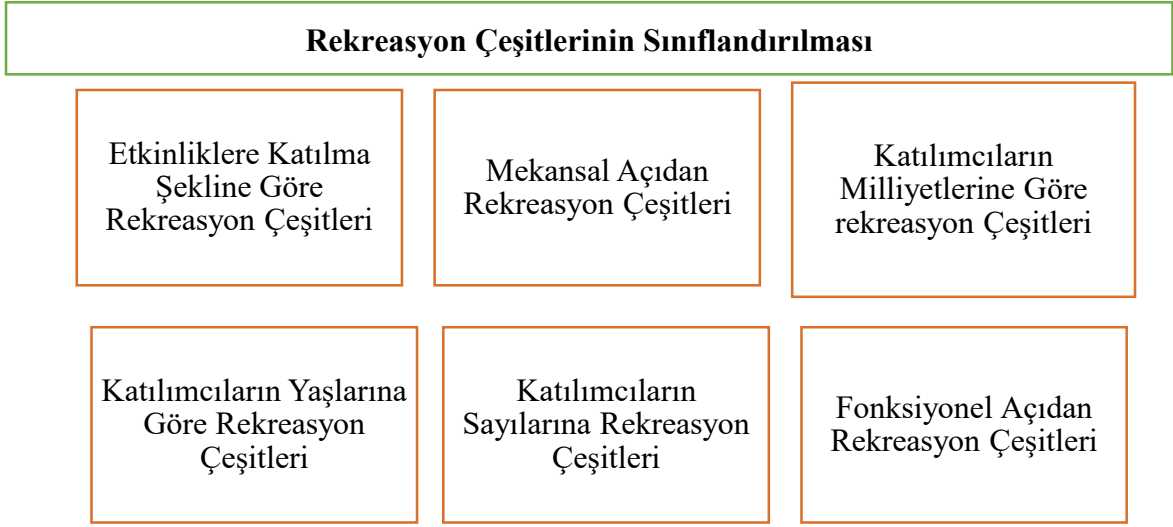 Rekreasyon Çeşitlerinin Sınıflandırılması
Etkinliklere Katılma
Şekline Göre
Rekreasyon Çeşitleri
Mekansal Açıdan
Rekreasyon Çeşitleri
Katılımcıların
Milliyetlerine Göre
rekreasyon Çeşitleri
Katılımcıların Yaşlarına
Göre Rekreasyon
Çeşitleri
Katılımcıların
Sayılarına Rekreasyon
Çeşitleri
Fonksiyonel Açıdan
Rekreasyon Çeşitleri